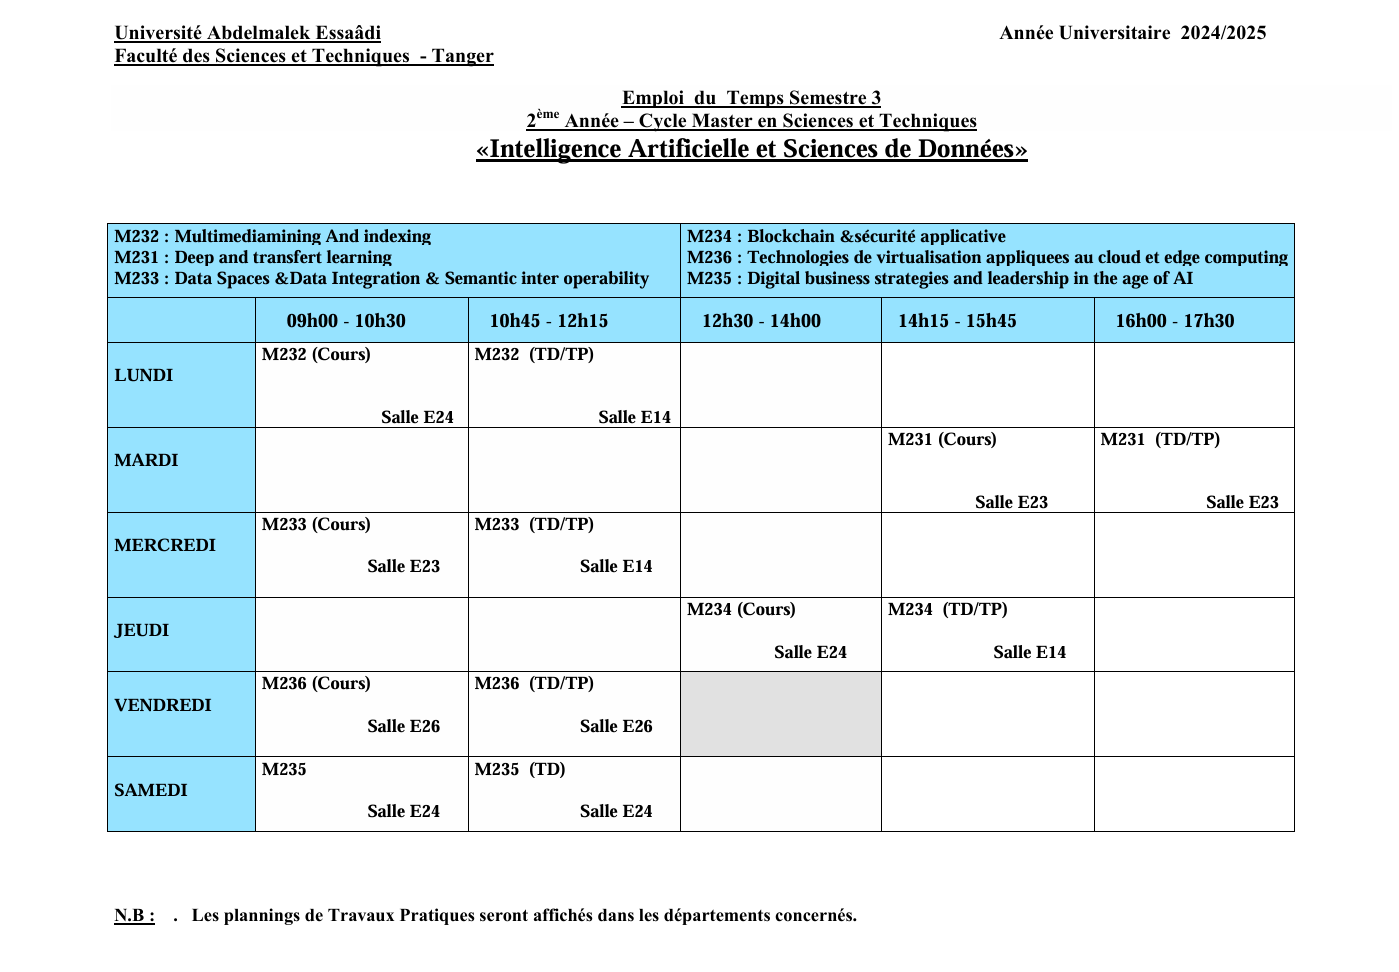 Université Abdelmalek Essaâdi
Année Universitaire 2024/2025
Faculté des Sciences et Techniques - Tanger
Emploi du Temps Semestre 3
2ème Année – Cycle Master en Sciences et Techniques
«Intelligence Artificielle et Sciences de Données»
M232 : Multimediamining And indexing
M231 : Deep and transfert learning
M233 : Data Spaces &Data Integration & Semantic inter operability
M234 : Blockchain &sécurité applicative
M236 : Technologies de virtualisation appliquees au cloud et edge computing
M235 : Digital business strategies and leadership in the age of AI
09h00 - 10h30
10h45 - 12h15
12h30 - 14h00
14h15 - 15h45
16h00 - 17h30
LUNDI
M232 (Cours)
Salle E24
M232 (TD/TP)
Salle E14
MARDI
M231 (Cours)
Salle E23
M231 (TD/TP)
Salle E23
MERCREDI
M233 (Cours)
Salle E23
M233 (TD/TP)
Salle E14
JEUDI
M234 (Cours)
Salle E24
M234 (TD/TP)
Salle E14
VENDREDI
M236 (Cours)
Salle E26
M236 (TD/TP)
Salle E26
SAMEDI
M235
Salle E24
M235 (TD)
Salle E24
N.B : . Les plannings de Travaux Pratiques seront affichés dans les départements concernés.